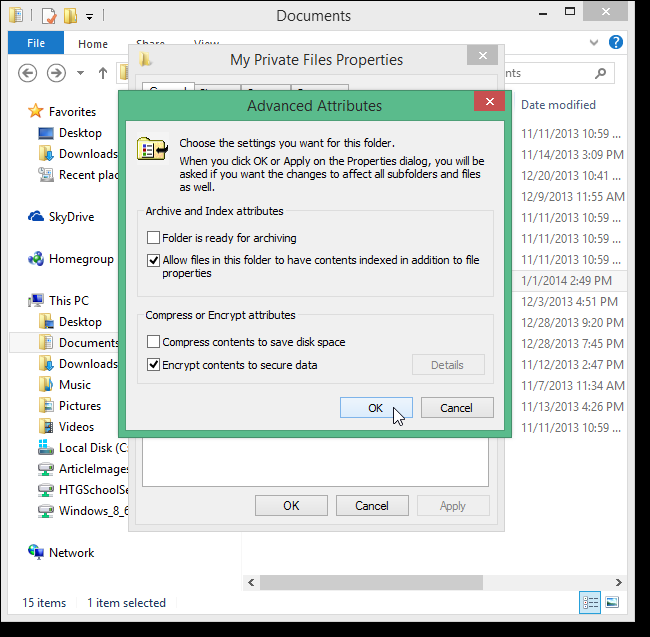 Documents
File
Home
Share
View
My Private Files Properties
nts
Advanced Attributes
Choose the settings you want for this folder.
When you click OK or Apply on the Properties dialog, you will be
asked if you want the changes to affect all subfolders and files
as well.
Archive and Index attributes
Folder is ready for archiving
Allow files in this folder to have contents indexed in addition to file
properties
Compress or Encrypt attributes
Compress contents to save disk space
Encrypt contents to secure data
Details
OK
Cancel
OK
Cancel
Apply
Favorites
Desktop
Downloads
Recent plac
SkyDrive
Homegroup
This PC
Desktop
Documents
Downloads
Music
Pictures
Videos
Local Disk (C
ArticleImages
HTGSchoolSe
Windows_8_6
Network
Date modified
11/11/2013 10:59 ...
11/14/2013 3:09 PM
12/20/2013 10:41 ...
12/9/2013 11:55 AM
11/11/2013 10:59 ...
11/11/2013 10:59 ...
11/11/2013 10:59 ...
1/1/2014 2:49 PM
12/3/2013 4:51 PM
12/28/2013 9:20 PM
12/28/2013 7:45 PM
11/12/2013 2:47 PM
11/7/2013 11:34 AM
11/13/2013 4:26 PM
11/11/2013 10:59 ...
15 items
1 item selected